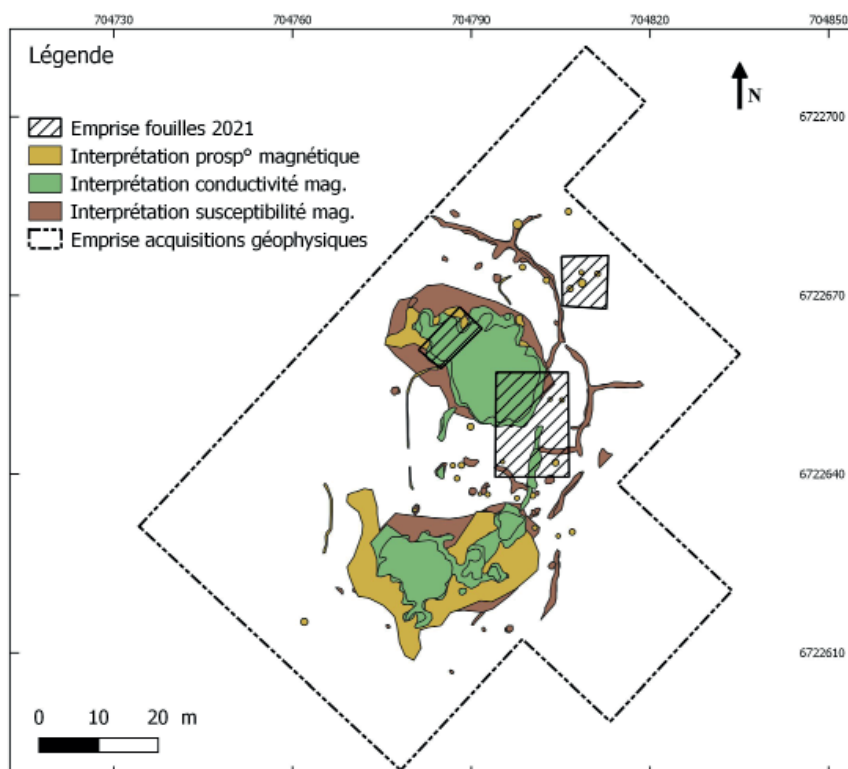 704730 704760 704790 704820 704850
Légende
N
6722700
Emprise fouilles 2021
Interprétation prosp° magnétique
Interprétation conductivité mag.
Interprétation susceptibilité mag.
Emprise acquisitions géophysiques
6722670
6722640
6722610
0 10 20 m